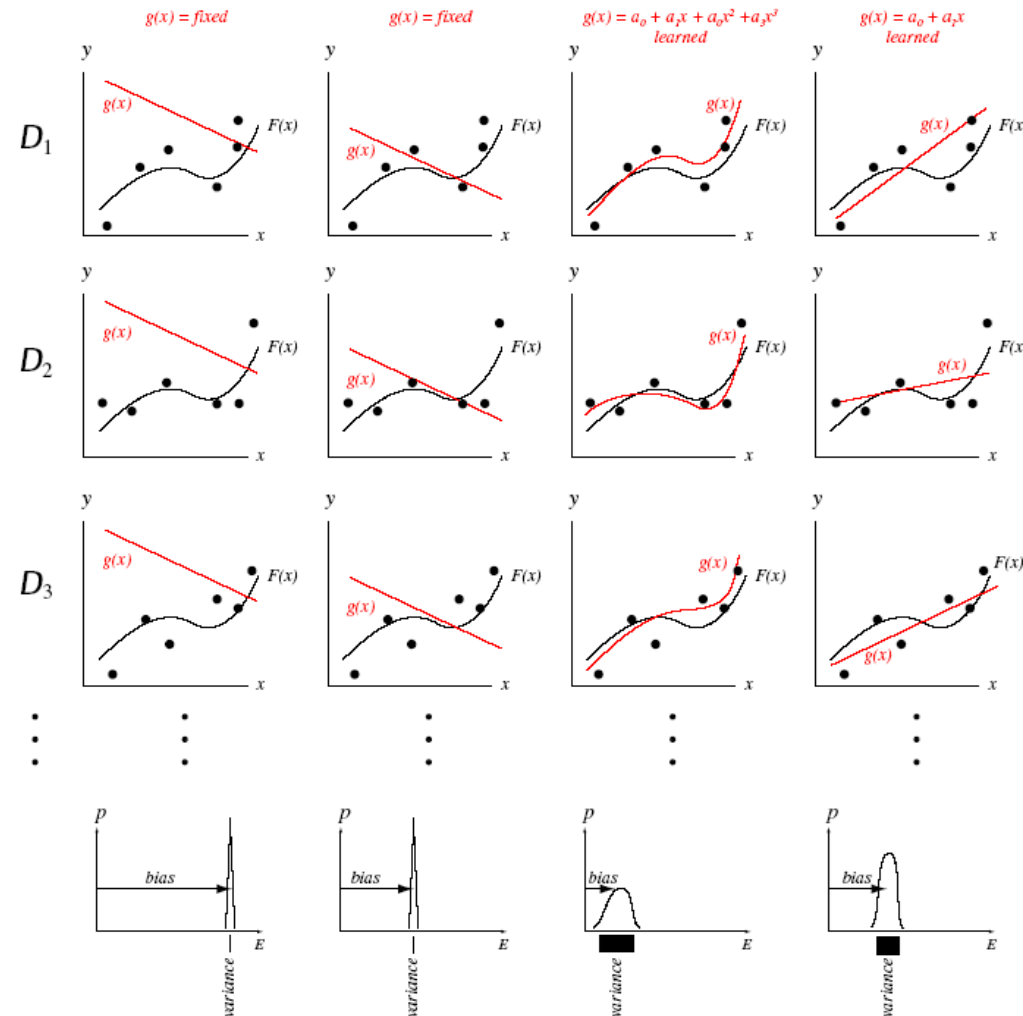 g(x) = fixed
g(x) = fixed
g(x) = a₀ + a₁x + a₀x² +a₃x³
learned
g(x) = a₀ + a₁x
learned
D₁
y
g(x)
F(x)
x
y
g(x)
F(x)
x
y
g(x)
F(x)
x
y
g(x)
F(x)
x
D₂
y
g(x)
F(x)
x
y
g(x)
F(x)
x
y
g(x)
F(x)
x
y
g(x)
F(x)
x
D₃
y
g(x)
F(x)
x
y
g(x)
F(x)
x
y
g(x)
F(x)
x
y
g(x)
F(x)
x
p
bias
E
variance
p
bias
E
variance
p
bias
E
variance
p
bias
E
variance